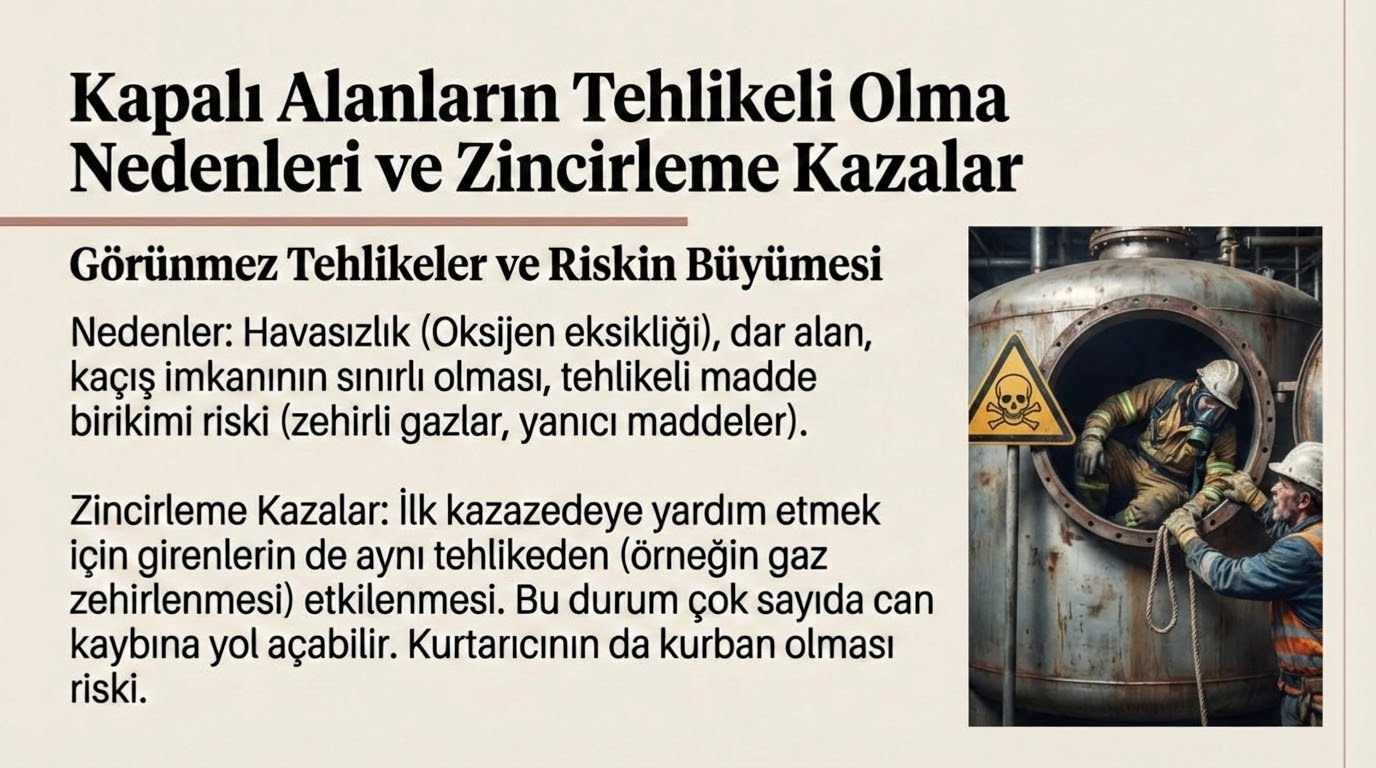 Kapalı Alanların Tehlikeli Olma
Nedenleri ve Zincirleme Kazalar
Görünmez Tehlikeler ve Riskin Büyümesi
Nedenler: Havasızlık (Oksijen eksikliği), dar alan,
kaçış imkanının sınırlı olması, tehlikeli madde
birikimi riski (zehirli gazlar, yanıcı maddeler).
Zincirleme Kazalar: İlk kazazedeye yardım etmek
için girenlerin de aynı tehlikeden (örneğin gaz
zehirlenmesi) etkilenmesi. Bu durum çok sayıda can
kaybına yol açabilir. Kurtarıcının da kurban olması
riski.